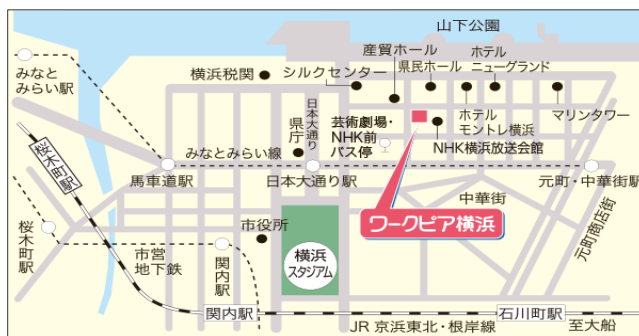 山下公園
産貿ホール
ホテル
ニューグランド
県民ホール
みなと
みらい駅
横浜税関
シルクセンター
マリンタワー
ホテル
モントレ横浜
日本大通り
芸術劇場・
NHK前
バス停
NHK横浜放送会館
県庁
桜木町駅
みなとみらい線
馬車道駅
日本大通り駅
元町・中華街駅
中華街
ワークピア横浜
元町商店街
桜木町駅
市営
地下鉄
関内駅
市役所
横浜
スタジアム
関内駅
石川町駅
JR 京浜東北・根岸線
至大船